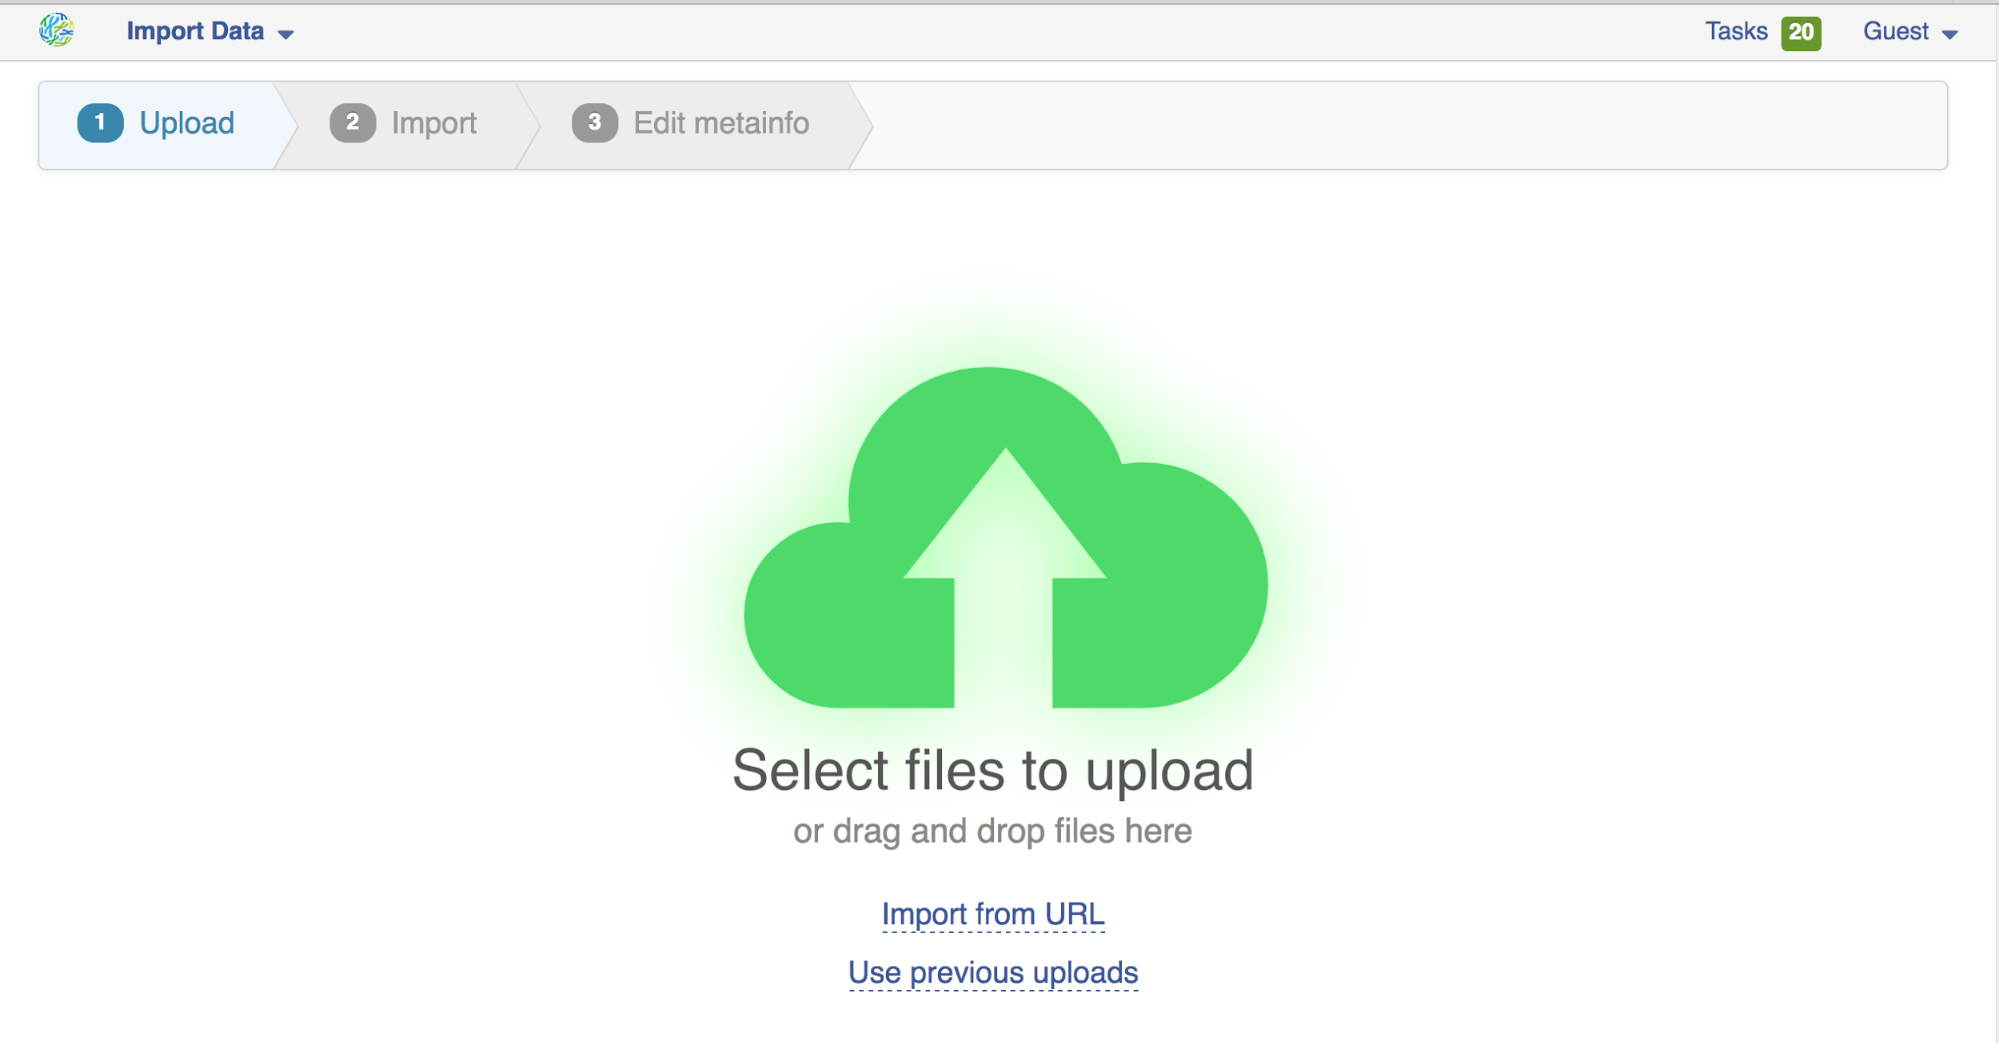 Import Data Tasks 20 Guest
1 Upload 2 Import 3 Edit metainfo
Select files to upload
or drag and drop files here
Import from URL
Use previous uploads